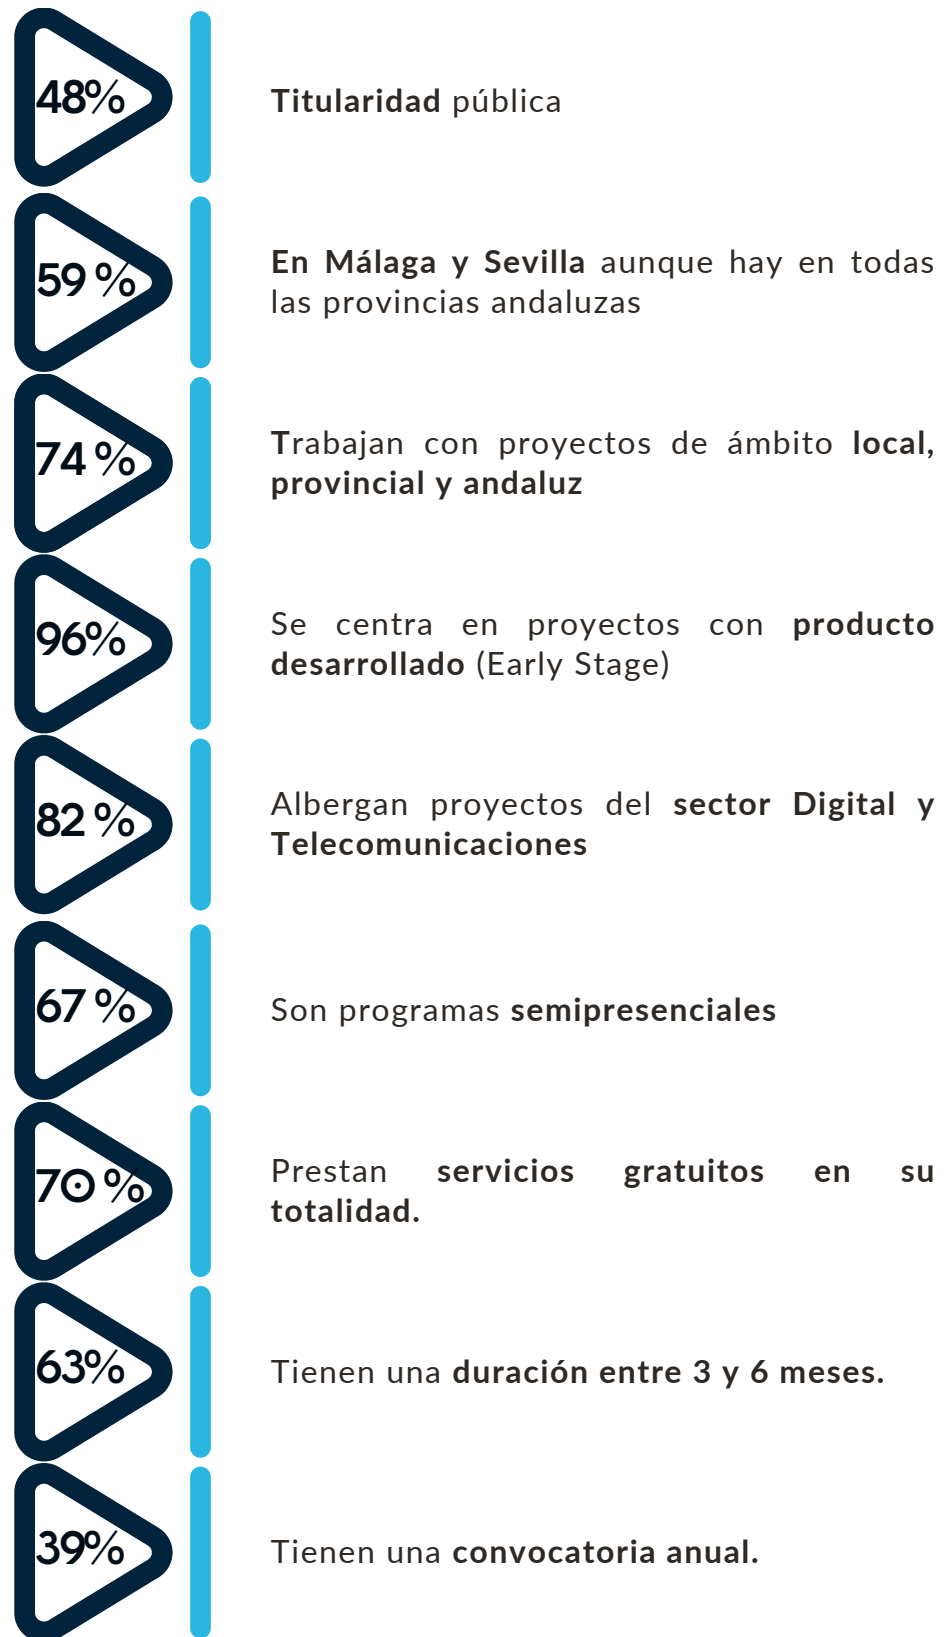 48%
Titularidad pública
59 %
En Málaga y Sevilla aunque hay en todas
las provincias andaluzas
74 %
Trabajan con proyectos de ámbito local,
provincial y andaluz
96%
Se centra en proyectos con producto
desarrollado (Early Stage)
82 %
Albergan proyectos del sector Digital y
Telecomunicaciones
67 %
Son programas semipresenciales
70 %
Prestan servicios gratuitos en su
totalidad.
63%
Tienen una duración entre 3 y 6 meses.
39%
Tienen una convocatoria anual.